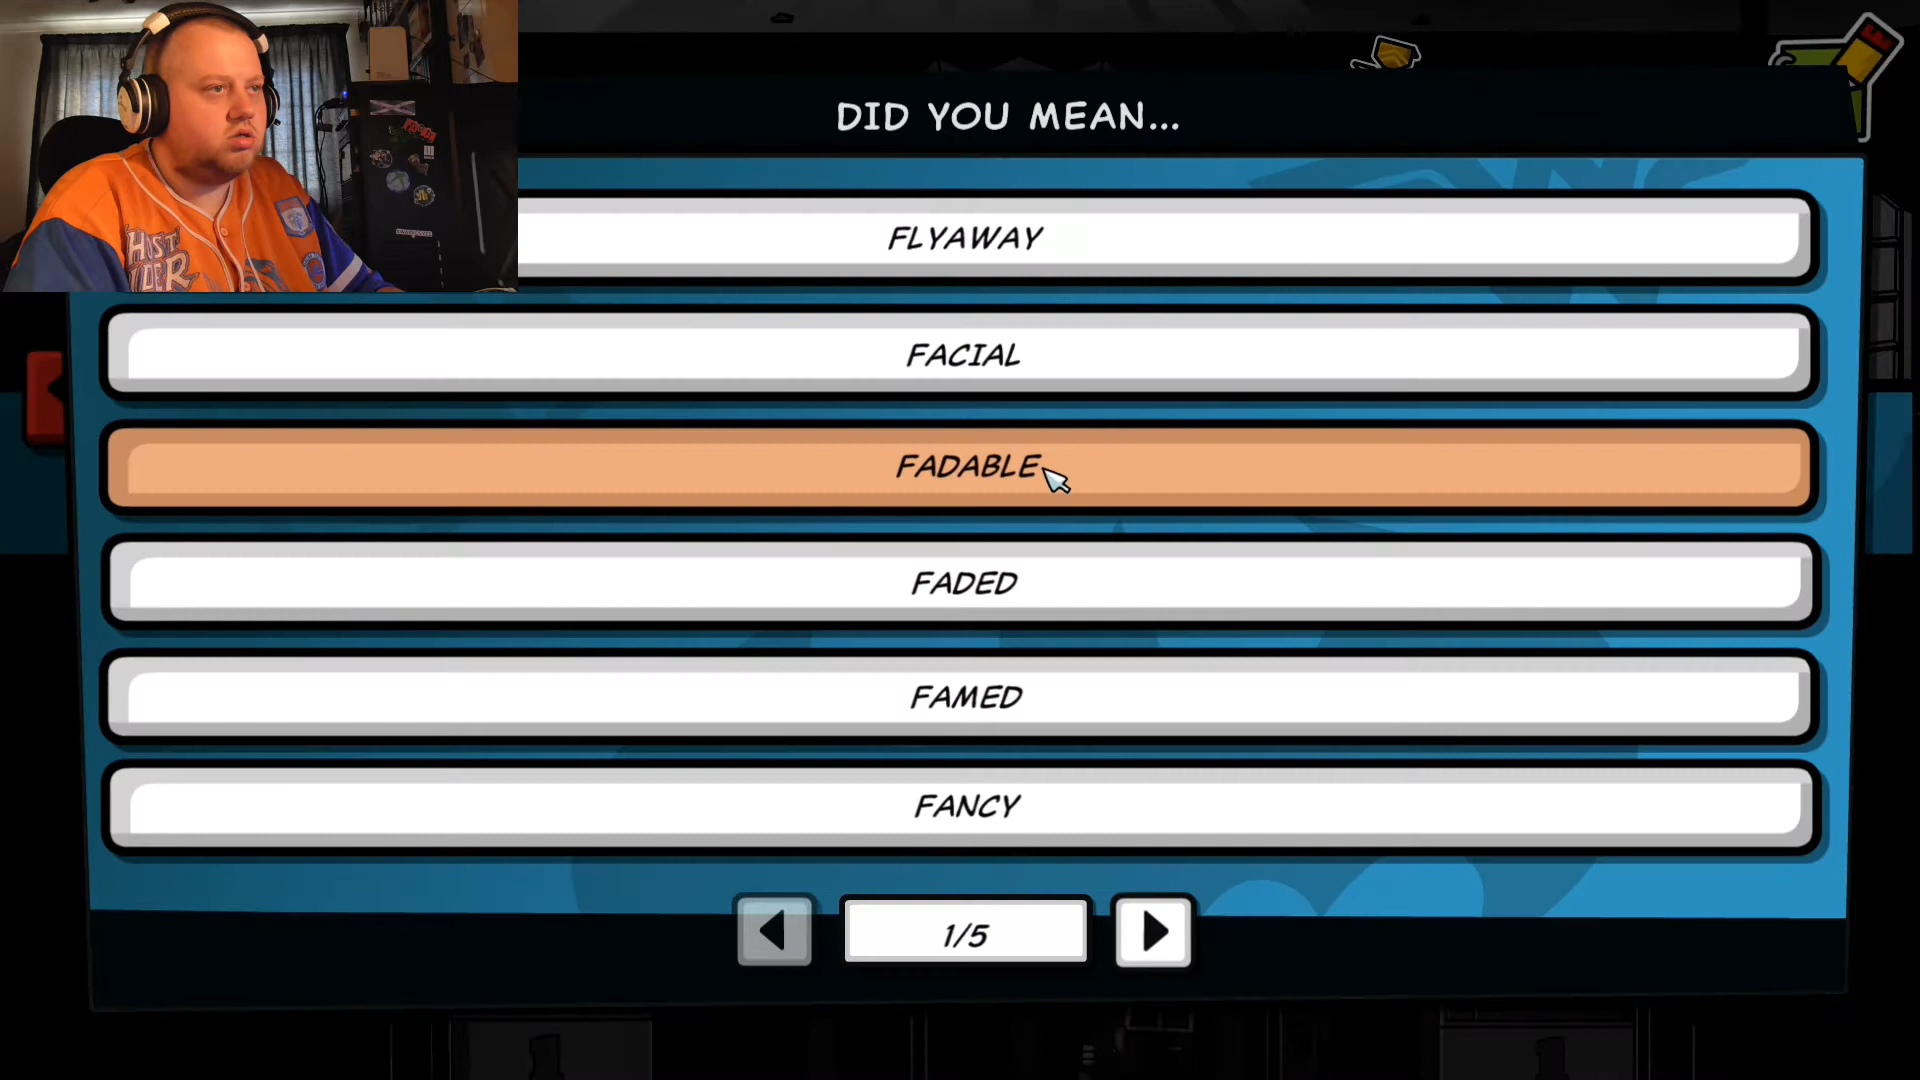 DID YOU MEAN...
FLYAWAY
FACIAL
FADABLE
FADED
FAMED
FANCY
1/5